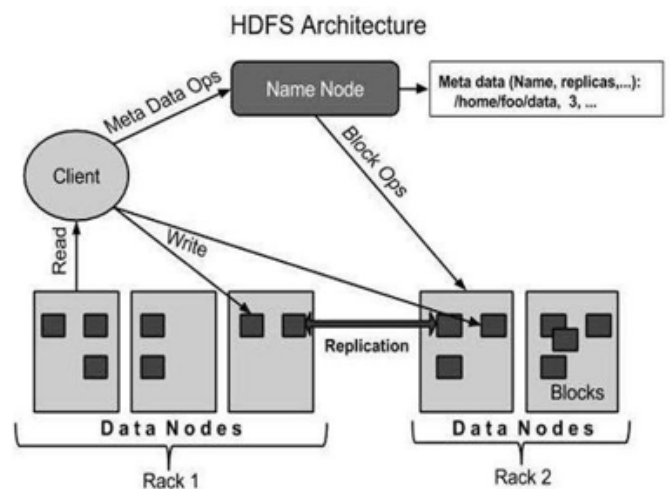 HDFS Architecture
Meta Data Ops
Name Node
Meta data (Name, replicas,...):
/home/foo/data, 3, ...
Client
Block Ops
Read
Write
Replication
Blocks
Data Nodes
Data Nodes
Rack 1
Rack 2